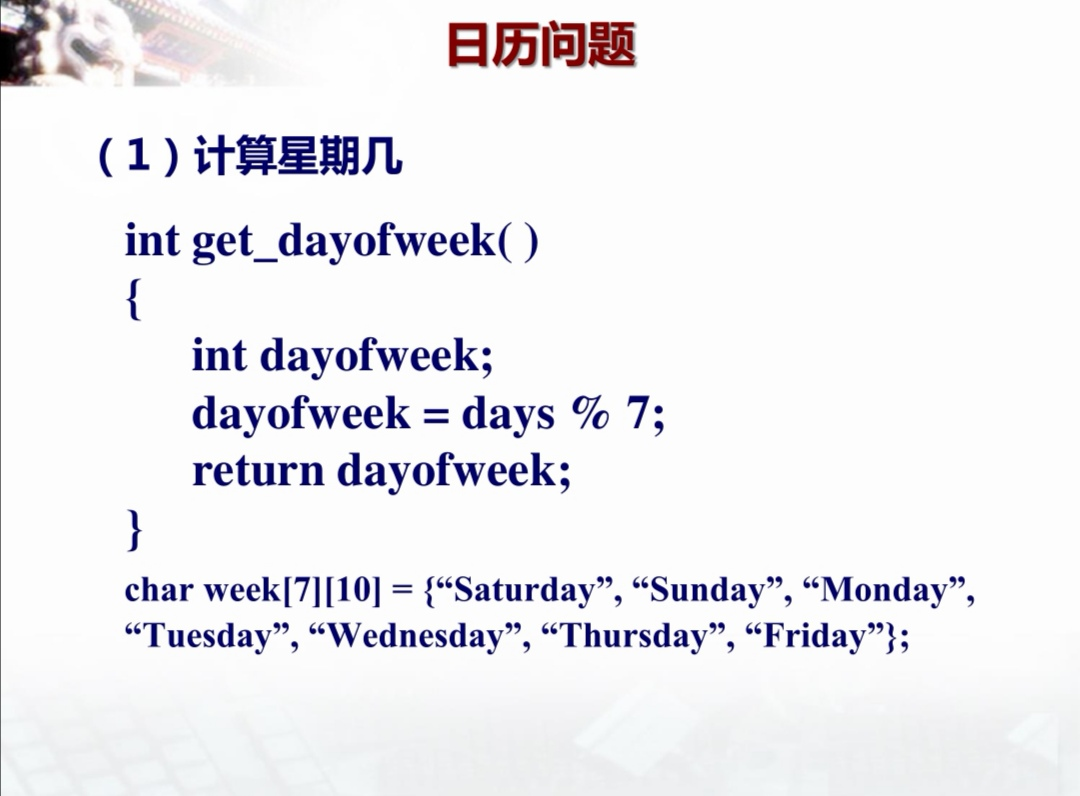 日历问题
（1）计算星期几
int get_dayofweek( )
{
int dayofweek;
dayofweek = days % 7;
return dayofweek;
}
char week[7][10] = {“Saturday”, “Sunday”, “Monday”,
“Tuesday”, “Wednesday”, “Thursday”, “Friday”};